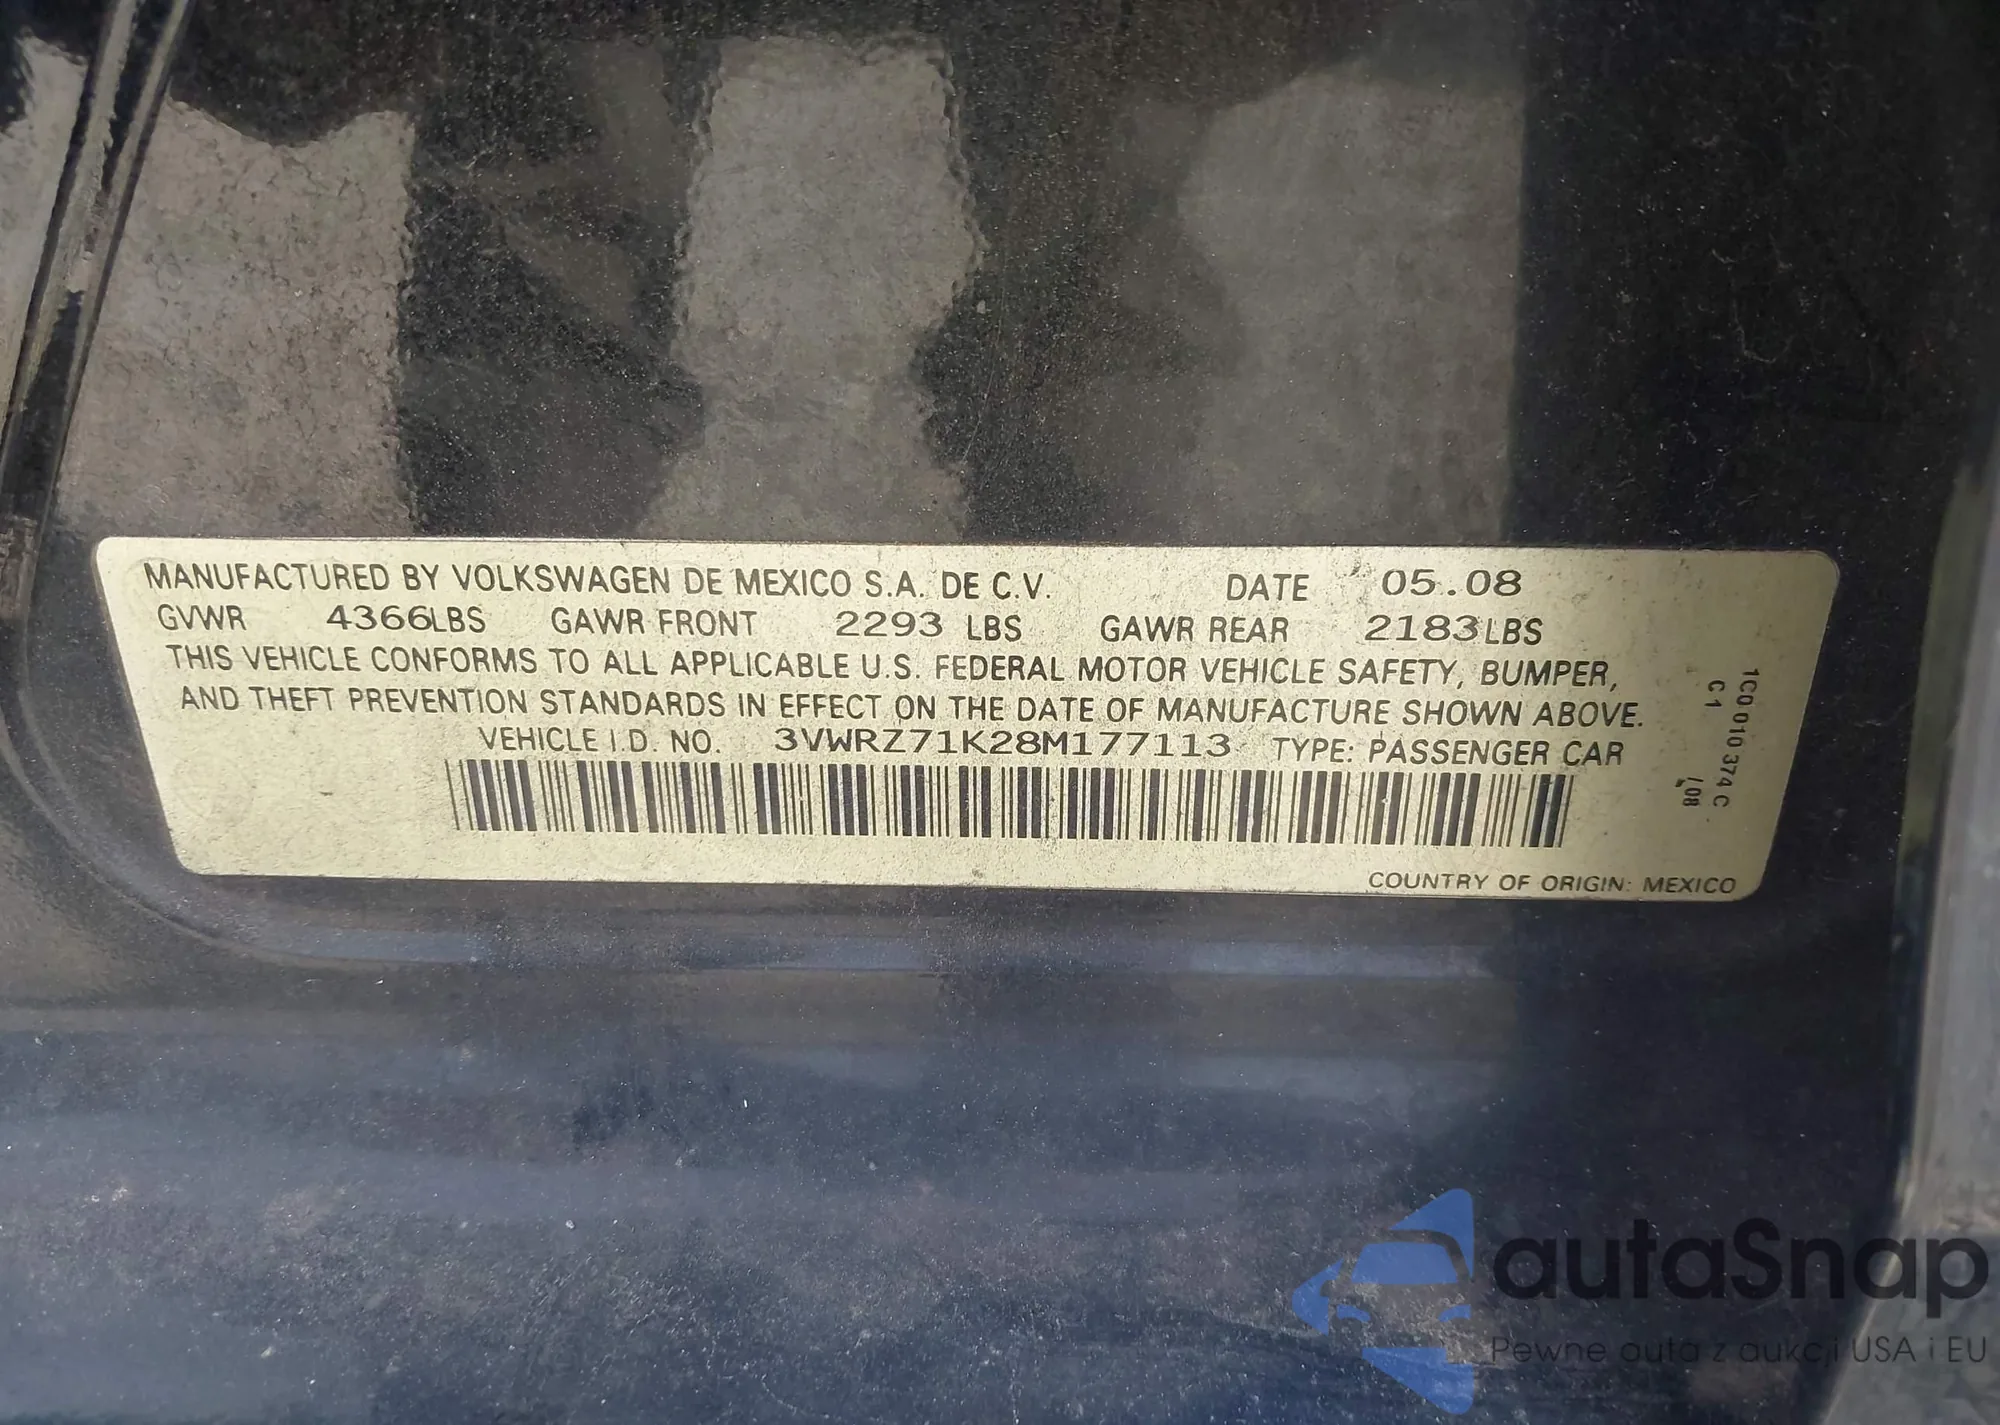 MANUFACTURED BY VOLKSWAGEN DE MEXICO S.A. DE C.V. DATE 05.08
GVWR 4366LBS GAWR FRONT 2293 LBS GAWR REAR 2183LBS
THIS VEHICLE CONFORMS TO ALL APPLICABLE U.S. FEDERAL MOTOR VEHICLE SAFETY, BUMPER,
AND THEFT PREVENTION STANDARDS IN EFFECT ON THE DATE OF MANUFACTURE SHOWN ABOVE.
VEHICLE I.D. NO. 3VWRZ71K28M177113 TYPE: PASSENGER CAR
COUNTRY OF ORIGIN: MEXICO
1C0 010 374 C
C 1 /08
autaSnap
Pewne auta z aukcji USA i EU